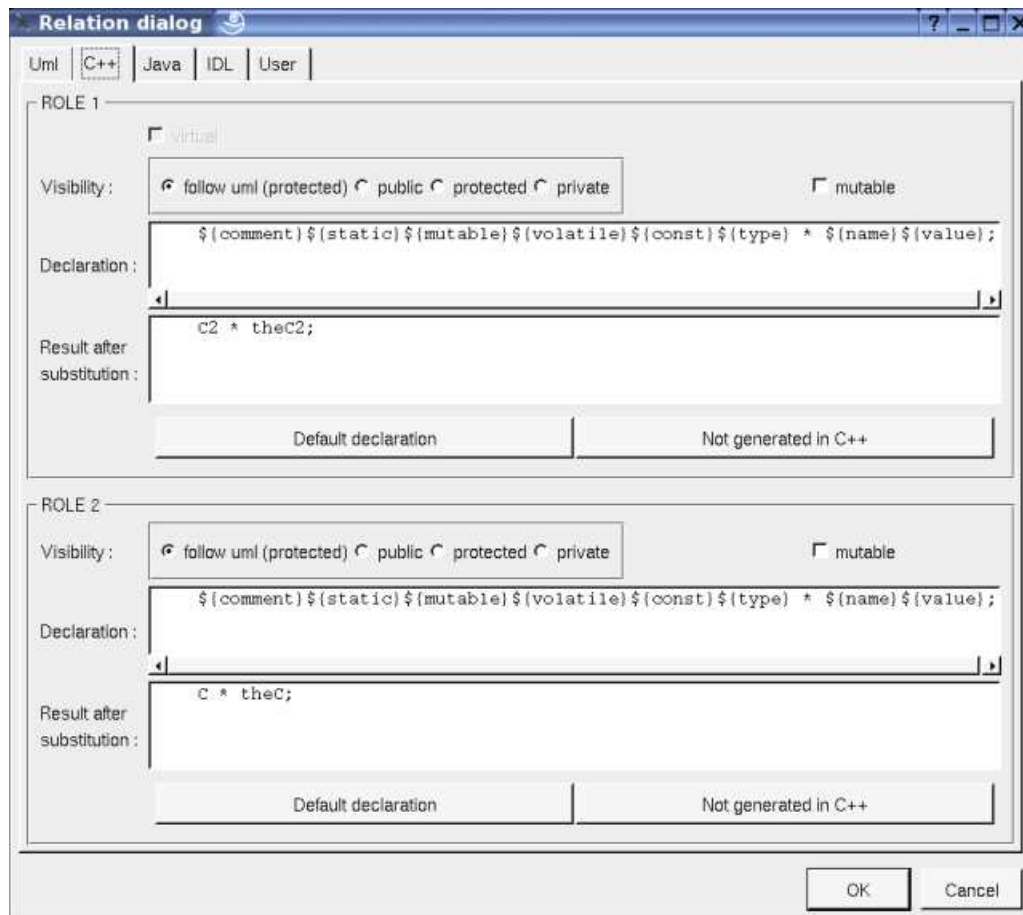 Relation dialog
Uml C++ Java IDL User
ROLE 1
virtual
Visibility : follow uml (protected) public protected private mutable
${comment}${static}${mutable}${volatile}${const}${type} * ${name}${value};
Declaration :
C2 * theC2;
Result after
substitution :
Default declaration Not generated in C++
ROLE 2
Visibility : follow uml (protected) public protected private mutable
${comment}${static}${mutable}${volatile}${const}${type} * ${name}${value};
Declaration :
C * theC;
Result after
substitution :
Default declaration Not generated in C++
OK Cancel